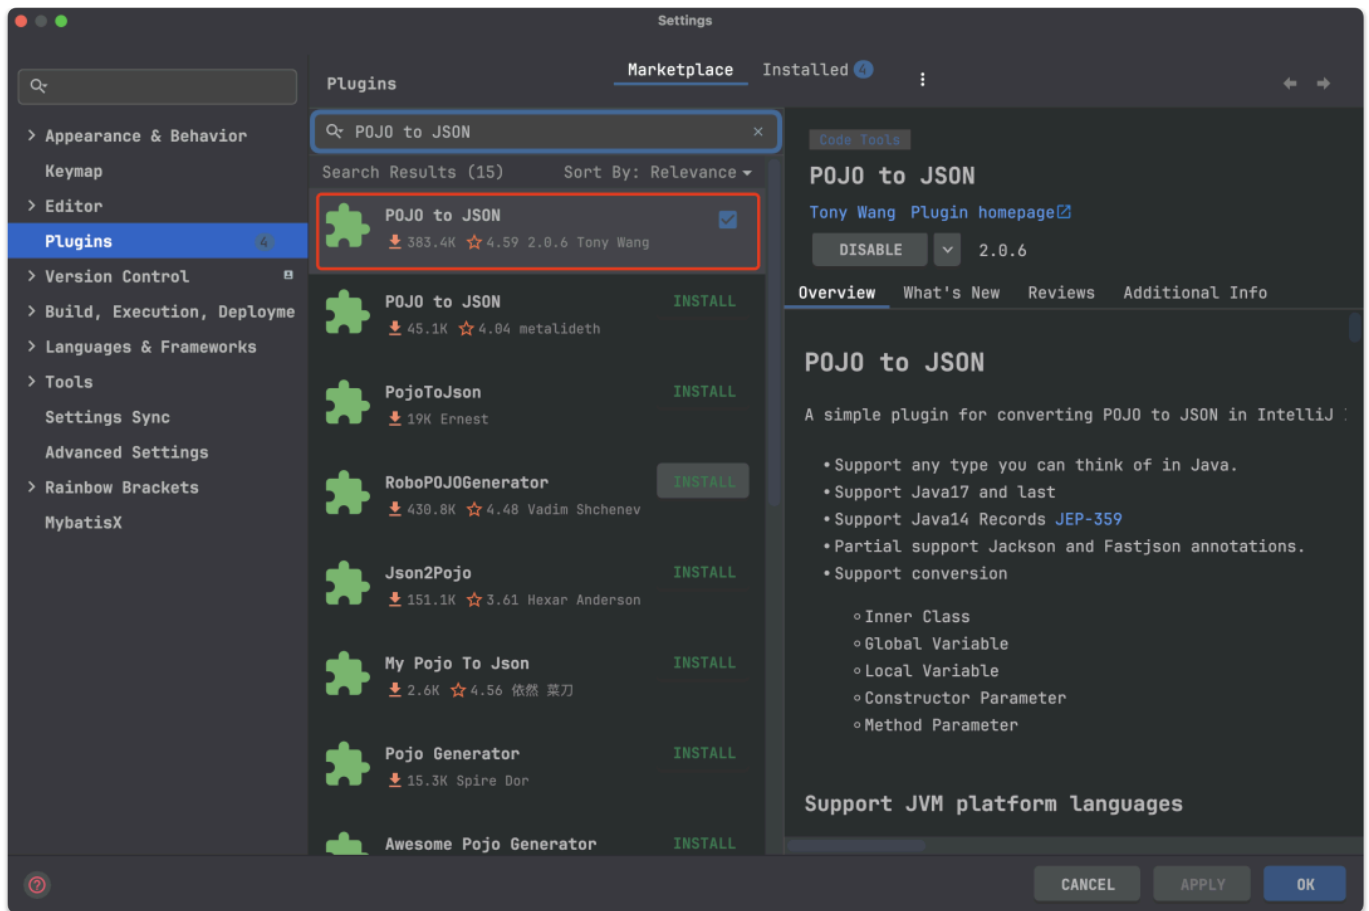 Settings
Plugins
Marketplace
Installed 4
Appearance & Behavior
Keymap
Editor
Plugins 4
Version Control
Build, Execution, Deployme
Languages & Frameworks
Tools
Settings Sync
Advanced Settings
Rainbow Brackets
MybatisX
POJO to JSON
Search Results (15) Sort By: Relevance
POJO to JSON
383.4K 4.59 2.0.6 Tony Wang
POJO to JSON INSTALL
45.1K 4.04 metalideth
PojoToJson INSTALL
19K Ernest
RoboPOJOGenerator INSTALL
430.8K 4.48 Vadim Shchenev
Json2Pojo INSTALL
151.1K 3.61 Hexar Anderson
My Pojo To Json INSTALL
2.6K 4.56 依然 菜刀
Pojo Generator INSTALL
15.3K Spire Dor
Awesome Pojo Generator INSTALL
Code Tools
POJO to JSON
Tony Wang Plugin homepage
DISABLE 2.0.6
Overview What's New Reviews Additional Info
POJO to JSON
A simple plugin for converting POJO to JSON in IntelliJ
•Support any type you can think of in Java.
•Support Java17 and last
•Support Java14 Records JEP-359
•Partial support Jackson and Fastjson annotations.
•Support conversion
◦Inner Class
◦Global Variable
◦Local Variable
◦Constructor Parameter
◦Method Parameter
Support JVM platform languages
?
CANCEL APPLY OK